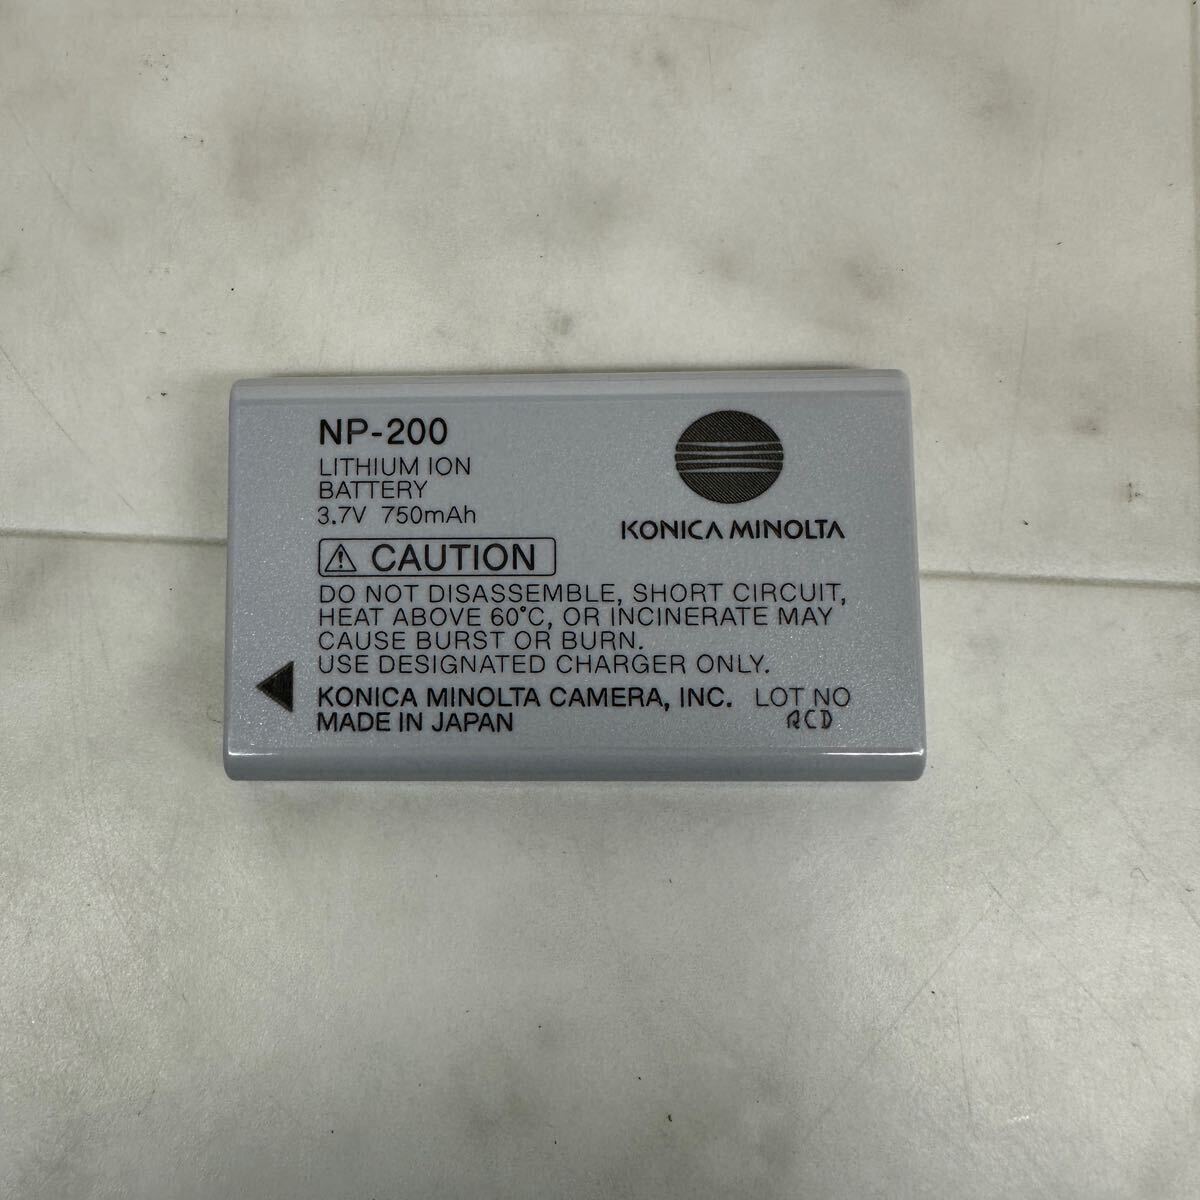 NP-200
LITHIUM ION
BATTERY
3.7V 750mAh
KONICA MINOLTA
⚠ CAUTION
DO NOT DISASSEMBLE, SHORT CIRCUIT,
HEAT ABOVE 60°C, OR INCINERATE MAY
CAUSE BURST OR BURN.
USE DESIGNATED CHARGER ONLY.
KONICA MINOLTA CAMERA, INC. LOT NO
MADE IN JAPAN RCD